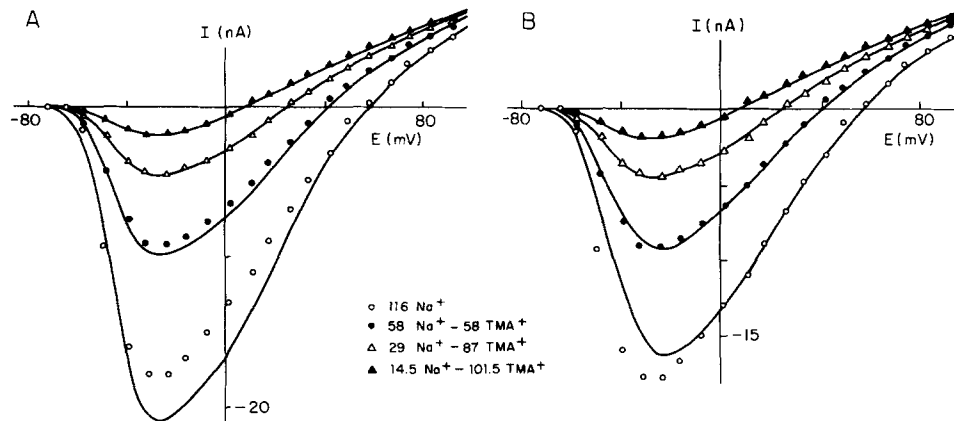 A
I (nA)
-80
80
E (mV)
-20
○ 116 Na⁺
● 58 Na⁺ - 58 TMA⁺
△ 29 Na⁺ - 87 TMA⁺
▲ 14.5 Na⁺ - 101.5 TMA⁺
B
I (nA)
-80
80
E (mV)
-15